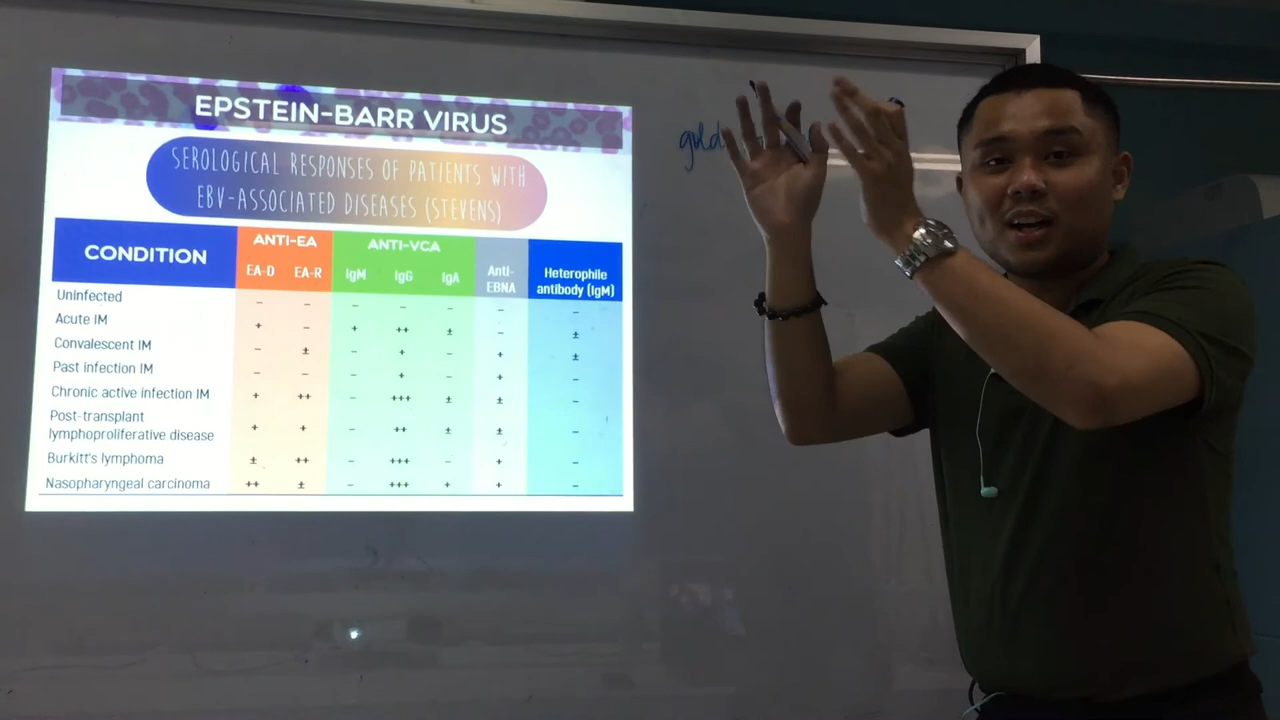 EPSTEIN-BARR VIRUS
SEROLOGICAL RESPONSES OF PATIENTS WITH
EBV-ASSOCIATED DISEASES (STEVENS)
CONDITION ANTI-EA ANTI-VCA Anti-EBNA Heterophile antibody (IgM)
EA-D EA-R IgM IgG IgA
Uninfected – – – – – – –
Acute IM + – + ++ ± – ±
Convalescent IM – ± – + – + ±
Past infection IM – – – + – + –
Chronic active infection IM + ++ – +++ ± ± –
Post-transplant
lymphoproliferative disease + + – ++ ± ± –
Burkitt's lymphoma ± ++ – +++ – + –
Nasopharyngeal carcinoma ++ ± – +++ + + –
gold